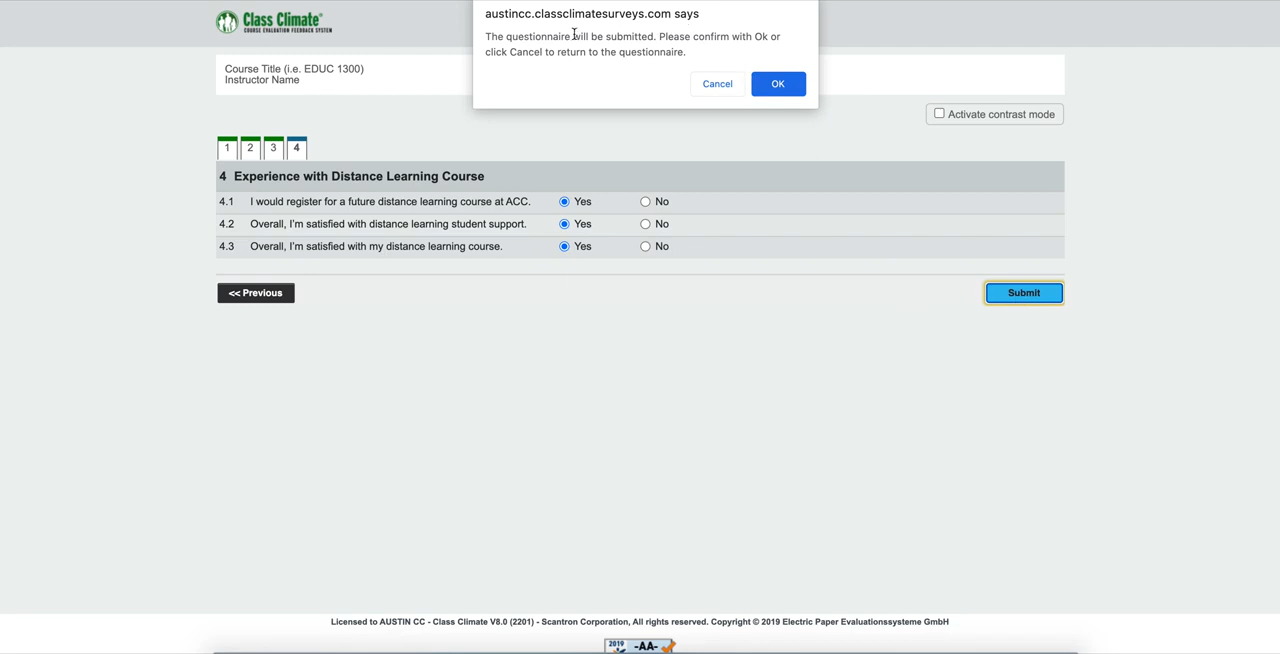 Class Climate®
COURSE EVALUATION FEEDBACK SYSTEM
austincc.classclimatesurveys.com says
The questionnaire will be submitted. Please confirm with Ok or
click Cancel to return to the questionnaire.
Cancel OK
Course Title (i.e. EDUC 1300)
Instructor Name
Activate contrast mode
1 2 3 4
4 Experience with Distance Learning Course
4.1 I would register for a future distance learning course at ACC. Yes No
4.2 Overall, I'm satisfied with distance learning student support. Yes No
4.3 Overall, I'm satisfied with my distance learning course. Yes No
<< Previous Submit
Licensed to AUSTIN CC - Class Climate V8.0 (2201) - Scantron Corporation, All rights reserved. Copyright © 2019 Electric Paper Evaluationssysteme GmbH
2019 -AA-